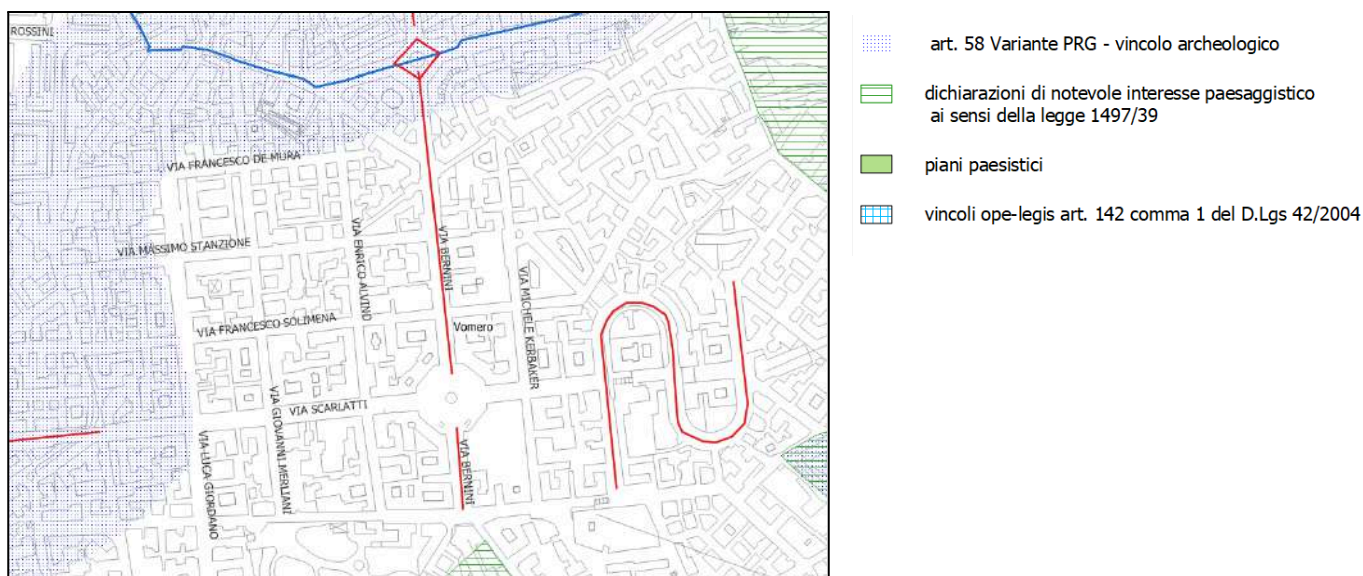 ROSSINI
VIA FRANCESCO DE MURA
VIA MASSIMO STANZIONE
VIA ENRICO ALVINO
VIA BERNINI
VIA MICHELE KERBAKER
VIA FRANCESCO SOLIMENA
Vomero
VIA SCARLATTI
VIA GIOVANNI MERLIANI
VIA LUCA GIORDANO
VIA BERNINI
art. 58 Variante PRG - vincolo archeologico
dichiarazioni di notevole interesse paesaggistico
ai sensi della legge 1497/39
piani paesistici
vincoli ope-legis art. 142 comma 1 del D.Lgs 42/2004